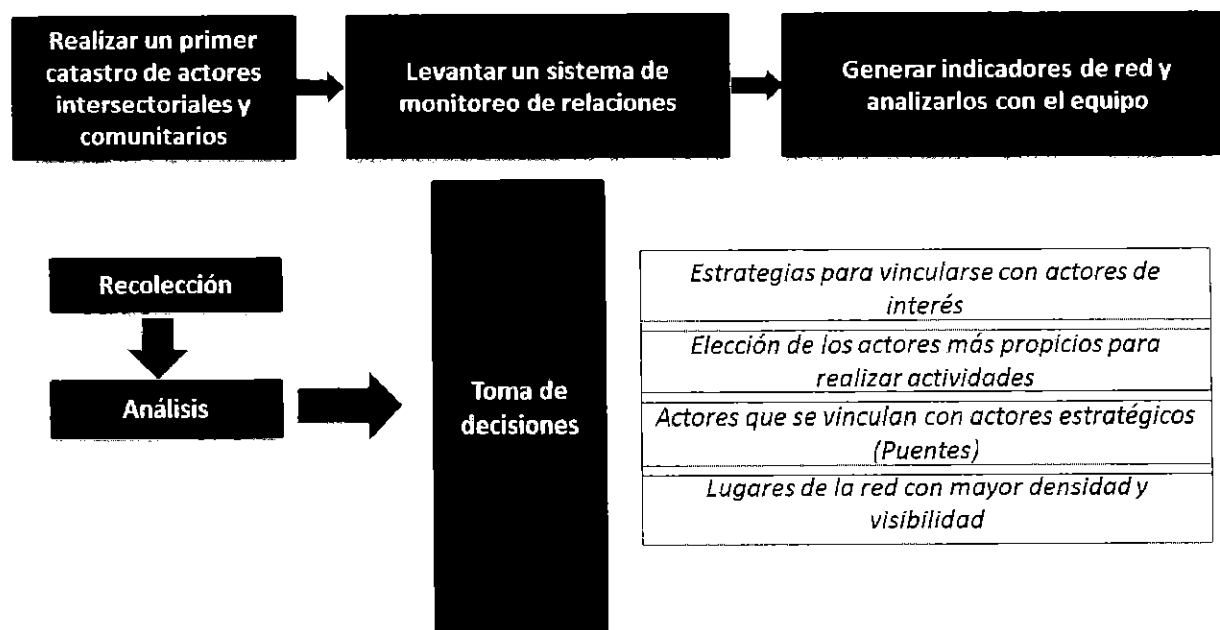 Realizar un primer
catastro de actores
intersectoriales y
comunitarios
Levantar un sistema de
monitoreo de relaciones
Generar indicadores de red y
analizarlos con el equipo
Recolección
Análisis
Toma de
decisiones
Estrategias para vincularse con actores de
interés
Elección de los actores más propicios para
realizar actividades
Actores que se vinculan con actores estratégicos
(Puentes)
Lugares de la red con mayor densidad y
visibilidad